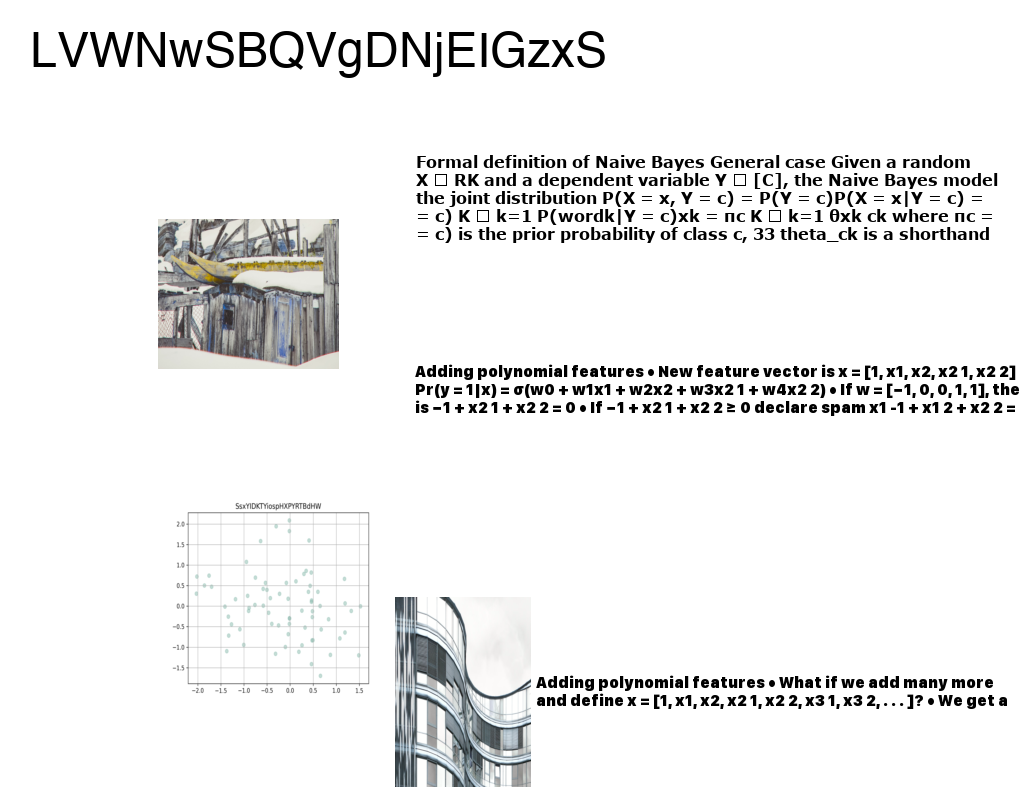 LVWNwSBQVgDNjEIGzxS
Formal definition of Naive Bayes General case Given a random
X □ RK and a dependent variable Y □ [C], the Naive Bayes model
the joint distribution P(X = x, Y = c) = P(Y = c)P(X = x|Y = c) =
= c) K □ k=1 P(wordk|Y = c)xk = πc K □ k=1 θxk ck where πc =
= c) is the prior probability of class c, 33 theta_ck is a shorthand
Adding polynomial features • New feature vector is x = [1, x1, x2, x2 1, x2 2]
Pr(y = 1|x) = σ(w0 + w1x1 + w2x2 + w3x2 1 + w4x2 2) • If w = [−1, 0, 0, 1, 1], the
is −1 + x2 1 + x2 2 = 0 • If −1 + x2 1 + x2 2 ≥ 0 declare spam x1 -1 + x1 2 + x2 2 =
SsxYIDKTYiospHXPYRTBdHW
2.0
1.5
1.0
0.5
0.0
−0.5
−1.0
−1.5
−2.0 −1.5 −1.0 −0.5 0.0 0.5 1.0 1.5
Adding polynomial features • What if we add many more
and define x = [1, x1, x2, x2 1, x2 2, x3 1, x3 2, . . . ]? • We get a